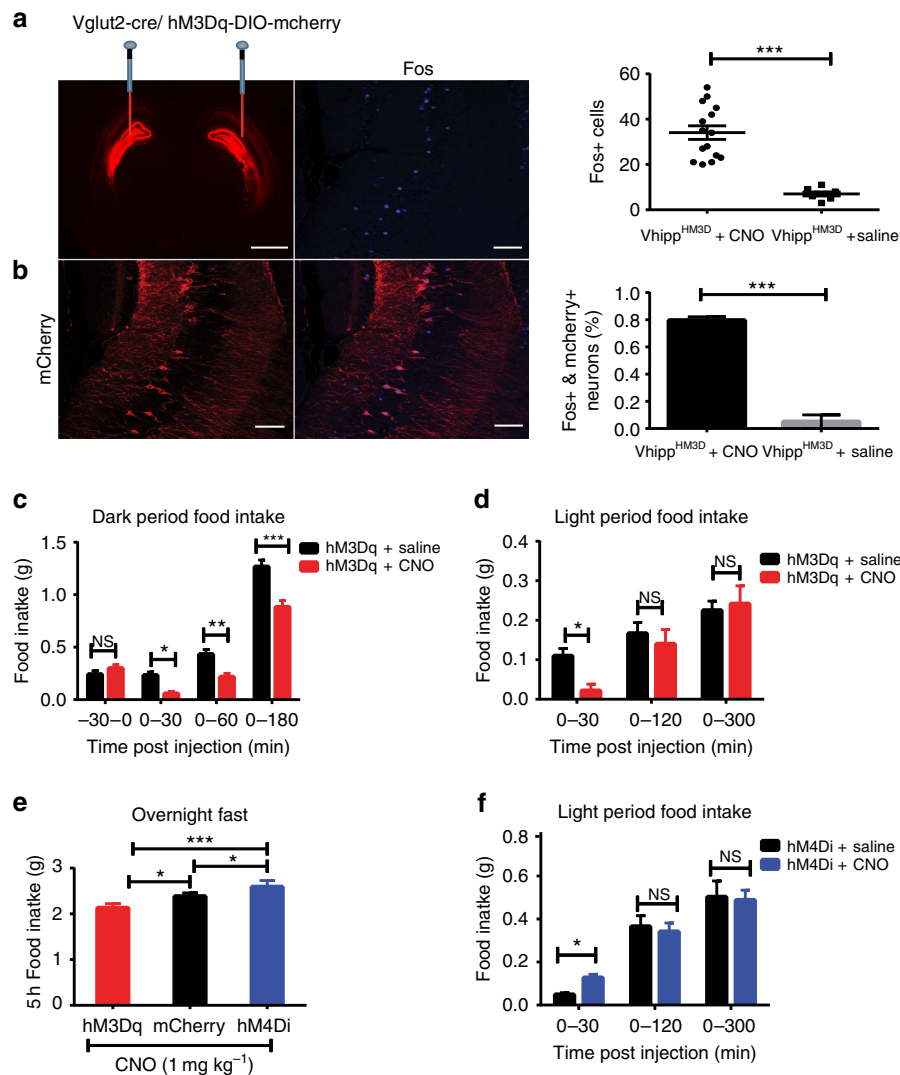 a
Vglut2-cre/ hM3Dq-DIO-mcherry
Fos
***
60
40
20
0
Fos+ cells
Vhipp^HM3D + CNO Vhipp^HM3D +saline
b
mCherry
***
1.0
0.8
0.6
0.4
0.2
0.0
Fos+ & mcherry+
neurons (%)
Vhipp^HM3D + CNO Vhipp^HM3D + saline
c
Dark period food intake
hM3Dq + saline
hM3Dq + CNO
1.5
1.0
0.5
0.0
Food inatke (g)
NS
*
**
***
–30–0 0–30 0–60 0–180
Time post injection (min)
d
Light period food intake
hM3Dq + saline
hM3Dq + CNO
0.4
0.3
0.2
0.1
0.0
Food inatke (g)
*
NS
NS
0–30 0–120 0–300
Time post injection (min)
e
Overnight fast
***
*
*
3
2
1
0
5 h Food inatke (g)
hM3Dq mCherry hM4Di
CNO (1 mg kg⁻¹)
f
Light period food intake
hM4Di + saline
hM4Di + CNO
0.8
0.6
0.4
0.2
0.0
Food inatke (g)
*
NS
NS
0–30 0–120 0–300
Time post injection (min)